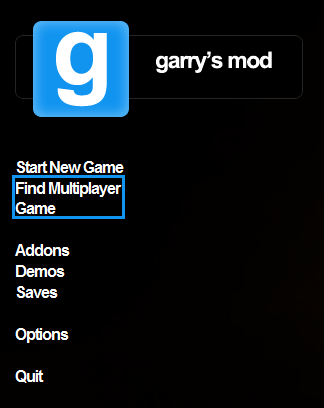 g
garry's mod
Start New Game
Find Multiplayer
Game
Addons
Demos
Saves
Options
Quit